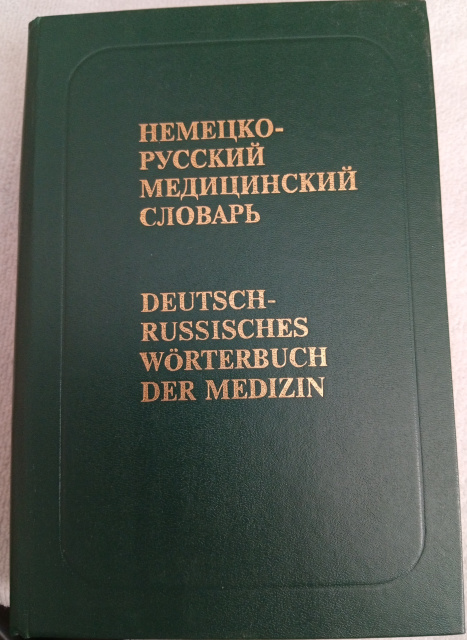 НЕМЕЦКО-
РУССКИЙ
МЕДИЦИНСКИЙ
СЛОВАРЬ
DEUTSCH-
RUSSISCHES
WÖRTERBUCH
DER MEDIZIN